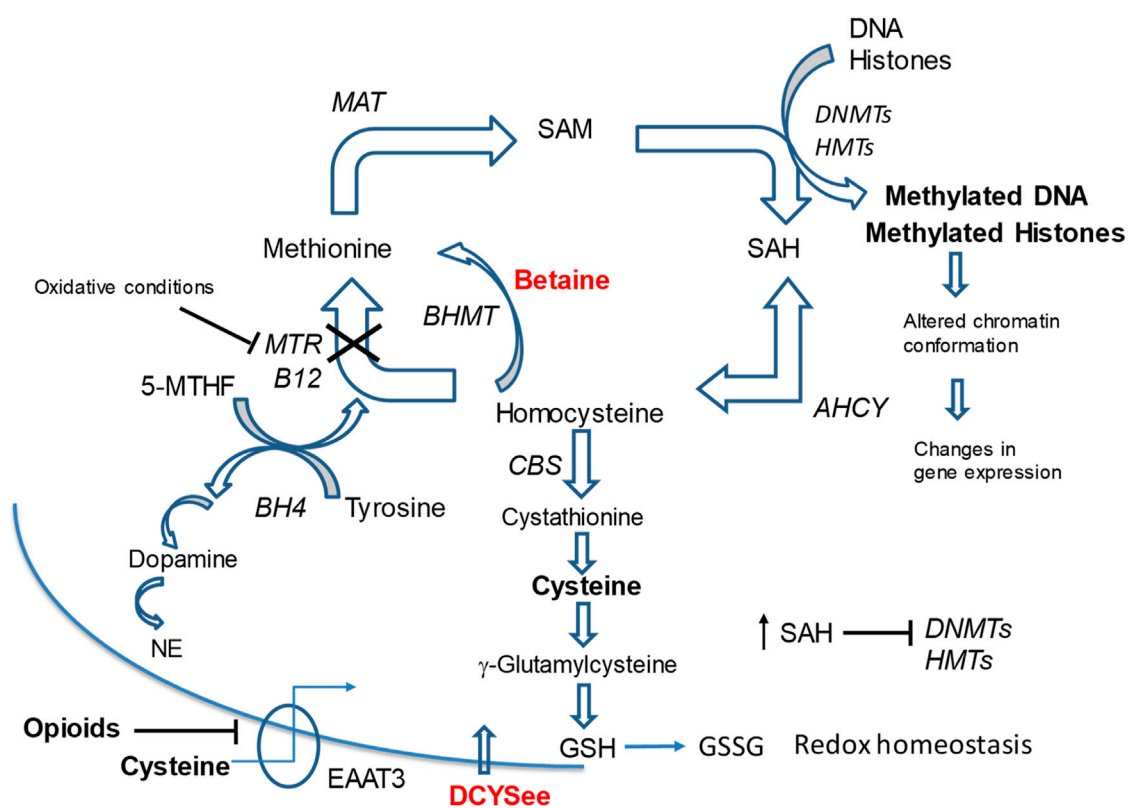 DNA
Histones
MAT
SAM
DNMTs
HMTs
Methylated DNA
Methylated Histones
Methionine
SAH
Betaine
Oxidative conditions
BHMT
MTR
B12
Altered chromatin
conformation
5-MTHF
Homocysteine
AHCY
CBS
Changes in
gene expression
BH4
Tyrosine
Cystathionine
Dopamine
Cysteine
NE
SAH
DNMTs
HMTs
γ-Glutamylcysteine
Opioids
Cysteine
EAAT3
GSH
GSSG
Redox homeostasis
DCYSee